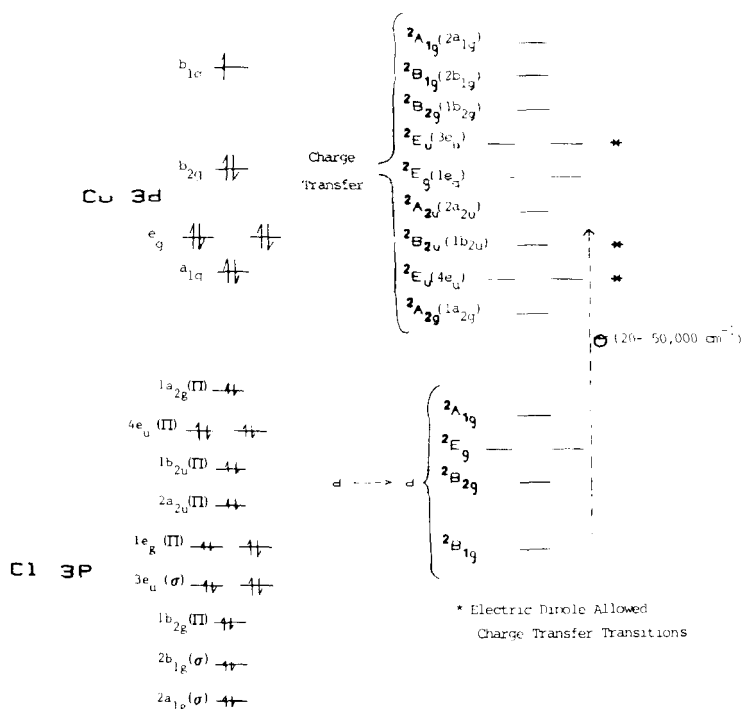 b1g
b2g
Cu 3d
eg
a1g
1a2g(Π)
4eu (Π)
1b2u(Π)
2a2u(Π)
1eg (Π)
Cl 3P
3eu (σ)
1b2g(Π)
2b1g(σ)
2a1g(σ)
Charge
Transfer
²A1g(2a1g)
²B1g(2b1g)
²B2g(1b2g)
²Eu(3eu) *
²Eg(1eg)
²A2u(2a2u)
²B2u(1b2u) *
²Eu(4eu) *
²A2g(1a2g)
(20- 50,000 cm⁻¹)
d ----> d
²A1g
²Eg
²B2g
²B1g
* Electric Dipole Allowed
Charge Transfer Transitions